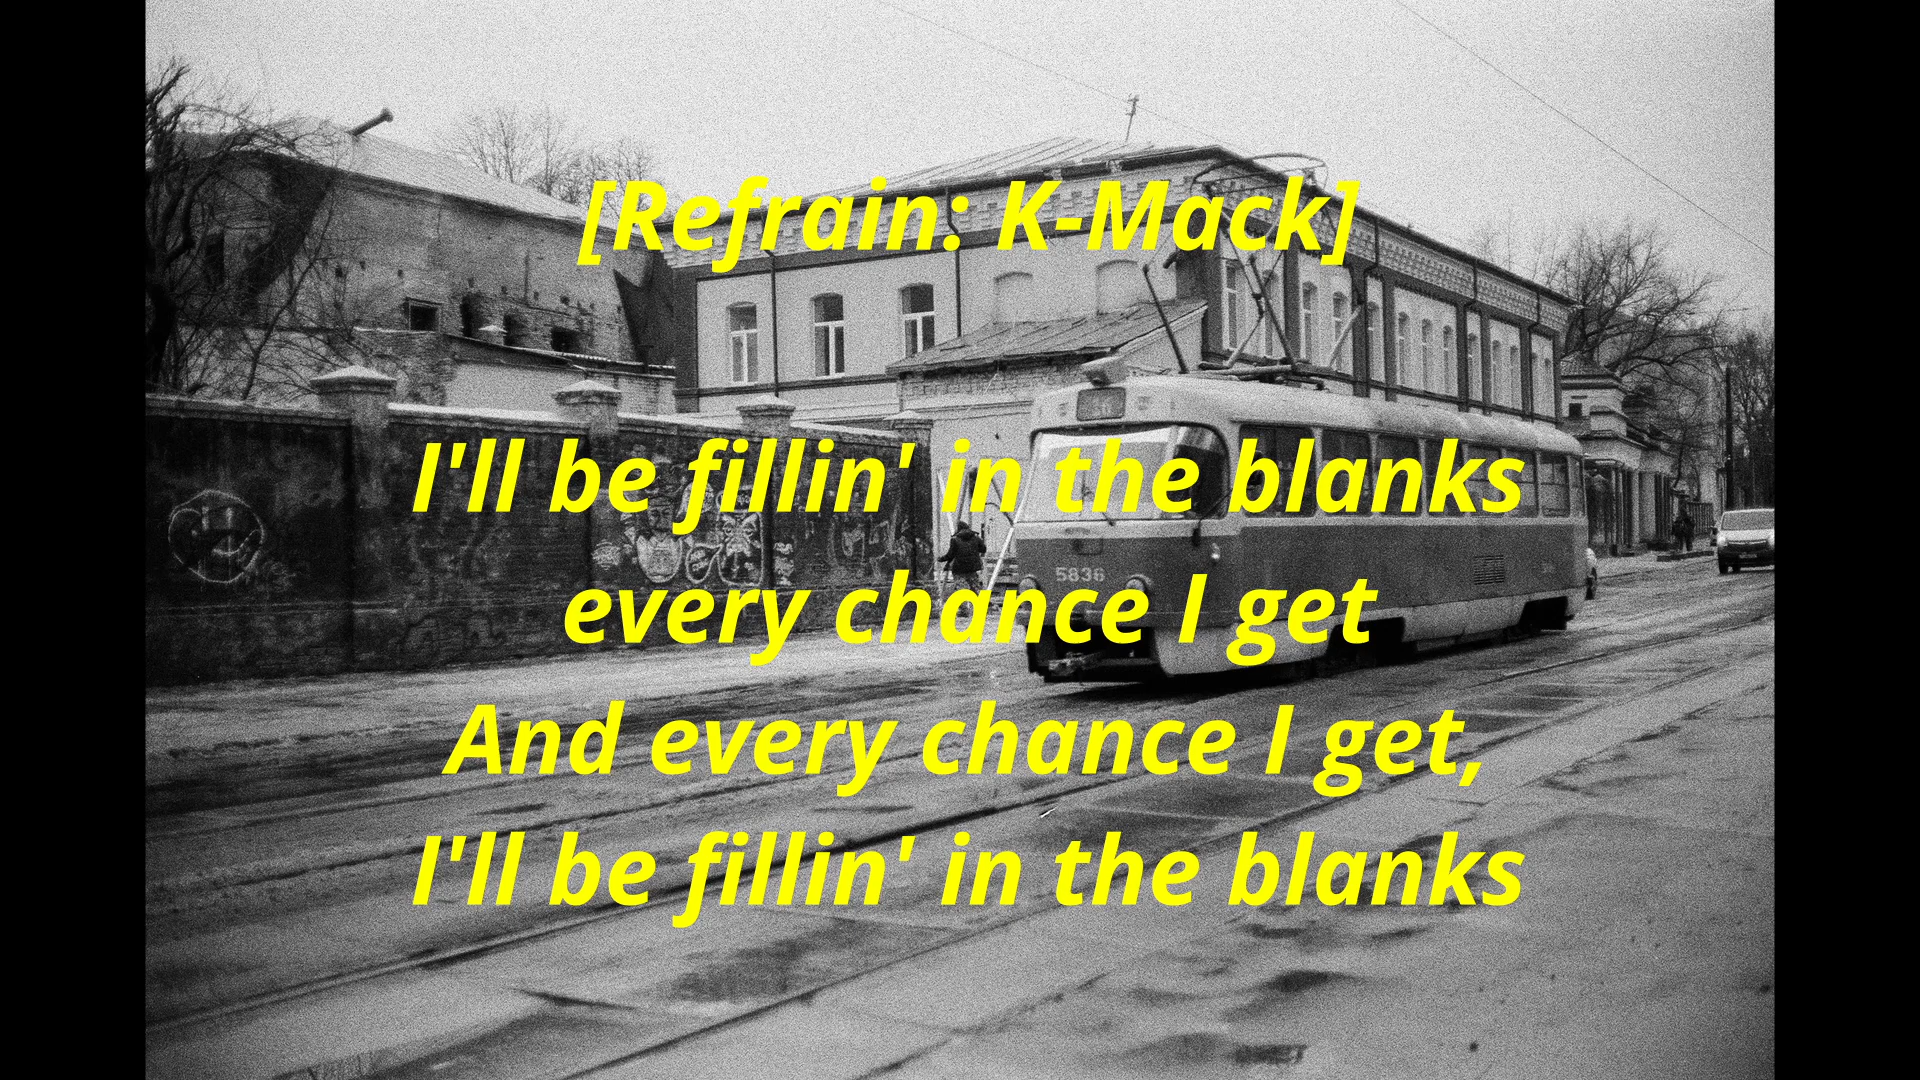 [Refrain: K-Mack]
I'll be fillin' in the blanks
every chance I get
And every chance I get,
I'll be fillin' in the blanks
5836